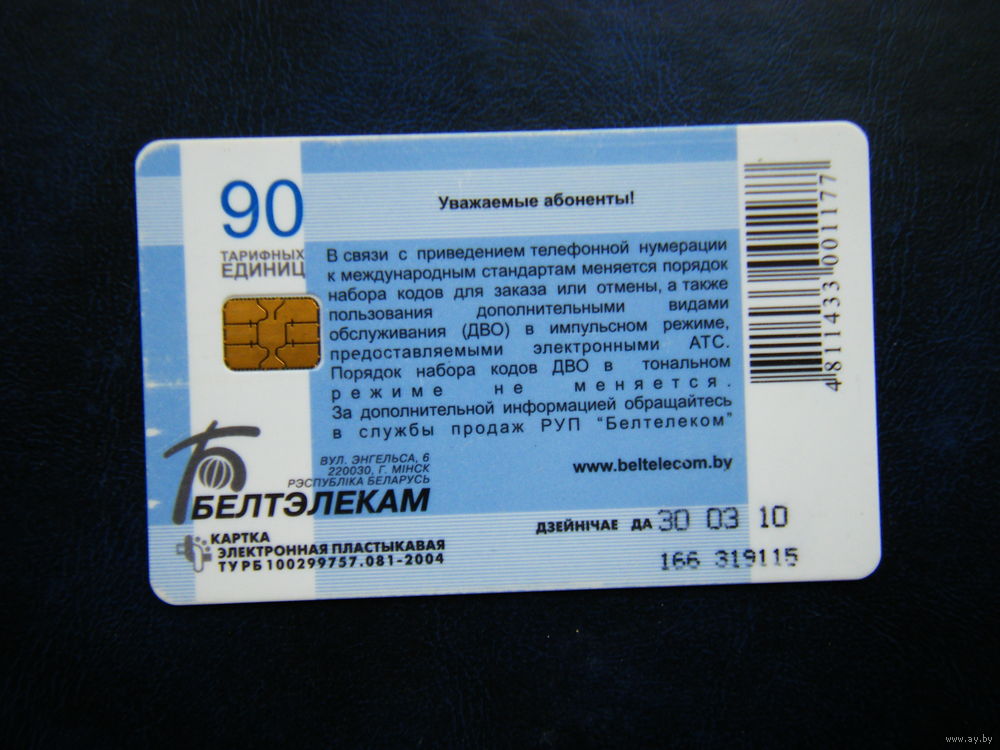 90
ТАРИФНЫХ
ЕДИНИЦ
Уважаемые абоненты!
В связи с приведением телефонной нумерации
к международным стандартам меняется порядок
набора кодов для заказа или отмены, а также
пользования дополнительными видами
обслуживания (ДВО) в импульсном режиме,
предоставляемыми электронными АТС.
Порядок набора кодов ДВО в тональном
режиме не меняется.
За дополнительной информацией обращайтесь
в службы продаж РУП "Белтелеком"
www.beltelecom.by
4811433001177
ВУЛ. ЭНГЕЛЬСА, 6
220030, Г. МІНСК
РЭСПУБЛІКА БЕЛАРУСЬ
БЕЛТЭЛЕКАМ
КАРТКА
ЭЛЕКТРОННАЯ ПЛАСТЫКАВАЯ
ТУ РБ 100299757.081-2004
ДЗЕЙНІЧАЕ ДА 30 03 10
166 319115
www.ay.by